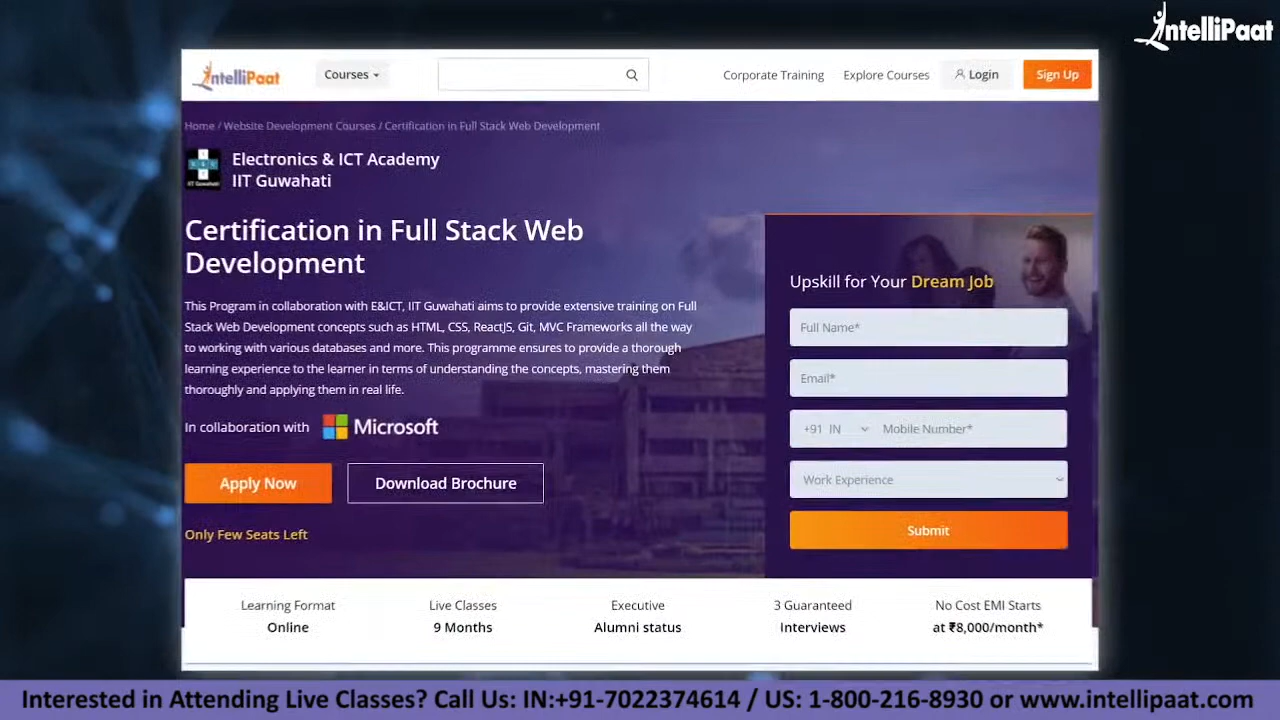 IntelliPaat
IntelliPaat
Courses
Corporate Training
Explore Courses
Login
Sign Up
Home / Website Development Courses / Certification in Full Stack Web Development
Electronics & ICT Academy
IIT Guwahati
IIT Guwahati
Certification in Full Stack Web
Development
This Program in collaboration with E&ICT, IIT Guwahati aims to provide extensive training on Full
Stack Web Development concepts such as HTML, CSS, ReactJS, Git, MVC Frameworks all the way
to working with various databases and more. This programme ensures to provide a thorough
learning experience to the learner in terms of understanding the concepts, mastering them
thoroughly and applying them in real life.
In collaboration with Microsoft
Apply Now
Download Brochure
Only Few Seats Left
Upskill for Your Dream Job
Full Name*
Email*
+91 IN Mobile Number*
Work Experience
Submit
Learning Format
Online
Live Classes
9 Months
Executive
Alumni status
3 Guaranteed
Interviews
No Cost EMI Starts
at ₹8,000/month*
Interested in Attending Live Classes? Call Us: IN:+91-7022374614 / US: 1-800-216-8930 or www.intellipaat.com